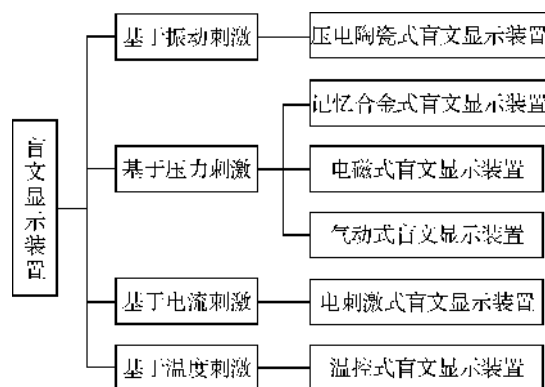 盲文显示装置
基于振动刺激
压电陶瓷式盲文显示装置
基于压力刺激
记忆合金式盲文显示装置
电磁式盲文显示装置
气动式盲文显示装置
基于电流刺激
电刺激式盲文显示装置
基于温度刺激
温控式盲文显示装置